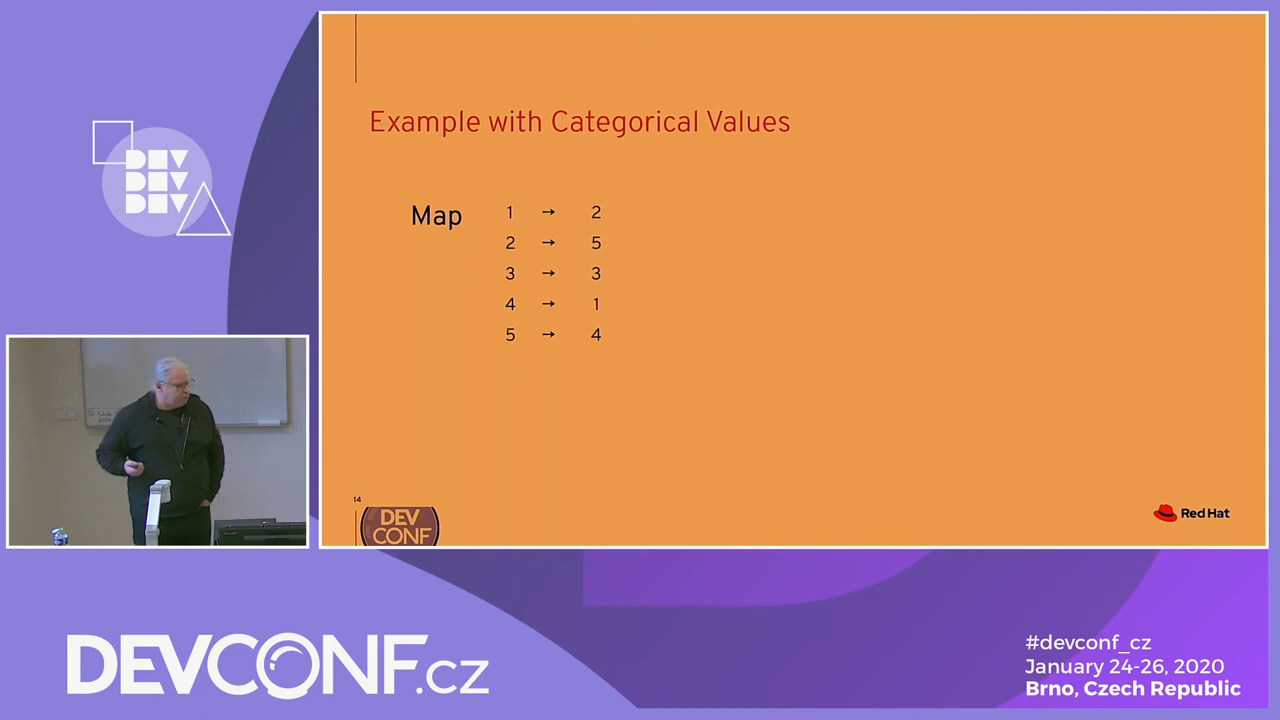 DEV
DEV
DEV
Example with Categorical Values
Map
1 → 2
2 → 5
3 → 3
4 → 1
5 → 4
14
DEV
CONF
Red Hat
DEVCONF.cz
#devconf_cz
January 24-26, 2020
Brno, Czech Republic